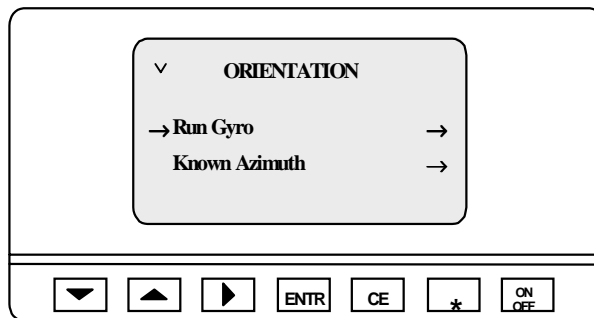 ˅ ORIENTATION
→ Run Gyro →
Known Azimuth →
ENTR CE * ON
OFF